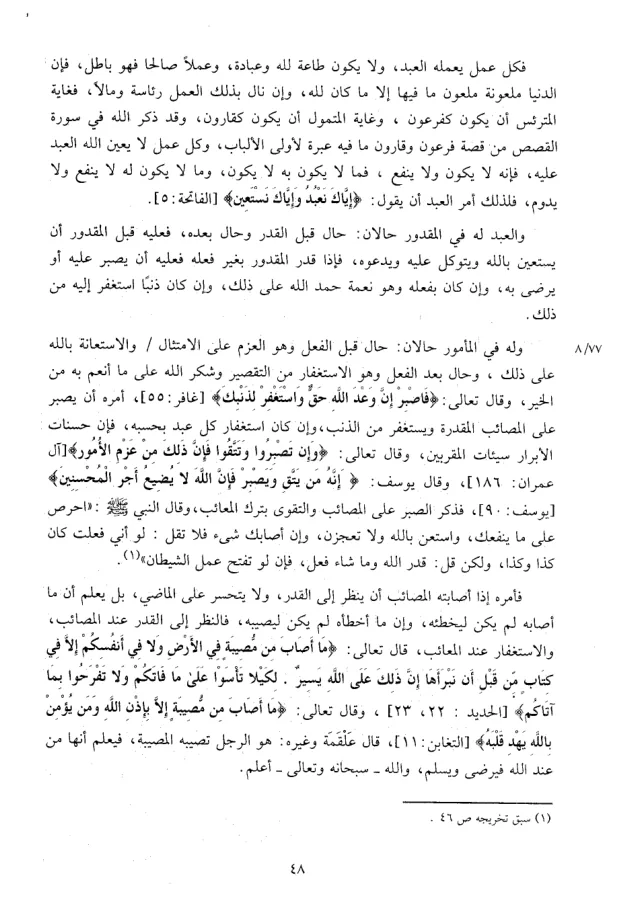 فكل عمل يعمله العبد، ولا يكون طاعة لله وعبادة، وعملاً صالحا فهو باطل، فإن
الدنيا ملعونة ملعون ما فيها إلا ما كان لله، وإن نال بذلك العمل رئاسة ومالاً، فغاية
المترئس أن يكون كفرعون ، وغاية المتمول أن يكون كقارون، وقد ذكر الله في سورة
القصص من قصة فرعون وقارون ما فيه عبرة لأولى الألباب، وكل عمل لا يعين الله العبد
عليه، فإنه لا يكون ولا ينفع ، فما لا يكون به لا يكون، وما لا يكون له لا ينفع ولا
يدوم، فلذلك أمر العبد أن يقول: ﴿إِيَّاكَ نَعْبُدُ وَإِيَّاكَ نَسْتَعِين﴾ [الفاتحة:٥].
والعبد له في المقدور حالان: حال قبل القدر وحال بعده، فعليه قبل المقدور أن
يستعين بالله ويتوكل عليه ويدعوه، فإذا قدر المقدور بغير فعله فعليه أن يصبر عليه أو
يرضى به، وإن كان بفعله وهو نعمة حمد الله على ذلك، وإن كان ذنبًا استغفر إليه من
ذلك.
٨/٧٧ وله في المأمور حالان: حال قبل الفعل وهو العزم على الامتثال / والاستعانة بالله
على ذلك ، وحال بعد الفعل وهو الاستغفار من التقصير وشكر الله على ما أنعم به من
الخير، وقال تعالى: ﴿فَاصْبِرْ إِنَّ وَعْدَ اللَّهِ حَقٌّ وَاسْتَغْفِرْ لِذَنْبِكَ﴾ [غافر:٥٥]، أمره أن يصبر
على المصائب المقدرة ويستغفر من الذنب،وإن كان استغفار كل عبد بحسبه، فإن حسنات
الأبرار سيئات المقربين، وقال تعالى: ﴿وَإِن تَصْبِرُوا وَتَتَّقُوا فَإِنَّ ذَلِكَ مِنْ عَزْمِ الأُمُورِ﴾[آل
عمران: ١٨٦]، وقال يوسف: ﴿ إِنَّهُ مَن يَتَّقِ وَيَصْبِرْ فَإِنَّ اللَّهَ لا يُضِيعُ أَجْرَ الْمُحْسِنِينَ﴾
[يوسف: ٩٠]، فذكر الصبر على المصائب والتقوى بترك المعائب،وقال النبي ﷺ :«احرص
على ما ينفعك، واستعن بالله ولا تعجزن، وإن أصابك شىء فلا تقل : لو أني فعلت كان
كذا وكذا، ولكن قل: قدر الله وما شاء فعل، فإن لو تفتح عمل الشيطان»(١).
فأمره إذا أصابته المصائب أن ينظر إلى القدر، ولا يتحسر على الماضي، بل يعلم أن ما
أصابه لم يكن ليخطئه، وإن ما أخطأه لم يكن ليصيبه، فالنظر إلى القدر عند المصائب،
والاستغفار عند المعائب، قال تعالى: ﴿مَا أَصَابَ مِن مُّصِيبَةٍ فِي الأَرْضِ وَلا فِي أَنفُسِكُمْ إِلاَّ فِي
كِتَابٍ مِّن قَبْلِ أَن نَّبْرَأَهَا إِنَّ ذَلِكَ عَلَى اللَّهِ يَسِيرٌ . لِكَيْلا تَأْسَوْا عَلَى مَا فَاتَكُمْ وَلا تَفْرَحُوا بِمَا
آتَاكُمْ﴾ [الحديد : ٢٢، ٢٣] ، وقال تعالى: ﴿مَا أَصَابَ مِن مُّصِيبَةٍ إِلاَّ بِإِذْنِ اللَّهِ وَمَن يُؤْمِنْ
بِاللَّهِ يَهْدِ قَلْبَهُ﴾ [التغابن:١١]، قال عَلْقَمَة وغيره: هو الرجل تصيبه المصيبة، فيعلم أنها من
عند الله فيرضى ويسلم، والله ـ سبحانه وتعالى ـ أعلم.
(١) سبق تخريجه ص ٤٦ .
٤٨